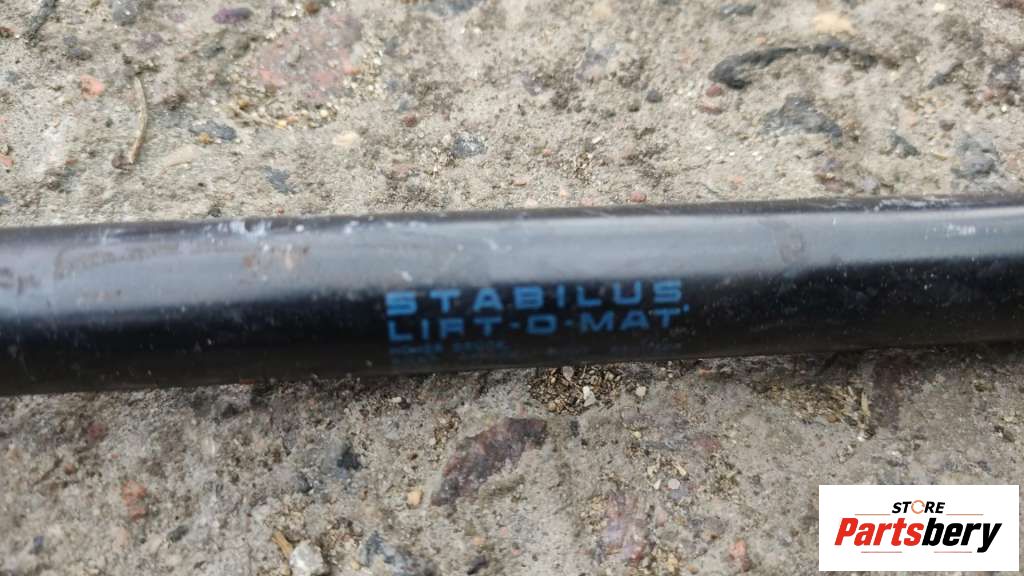 STABILUS
LIFT-O-MAT
STORE
Partsbery